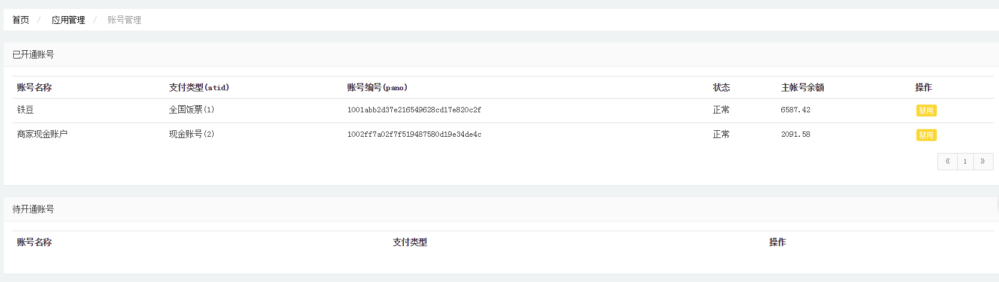 首页 / 应用管理 / 账号管理
已开通账号
账号名称 支付类型(atid) 账号编号(pano) 状态 主帐号余额 操作
铁豆 全国饭票(1) 1001abb2d37e216549628cd17e820c2f 正常 6587.42 禁用
商家现金账户 现金账号(2) 1002ff7a02f7f519487580d19e34de4c 正常 2091.58 禁用
« 1 »
待开通账号
账号名称 支付类型 操作